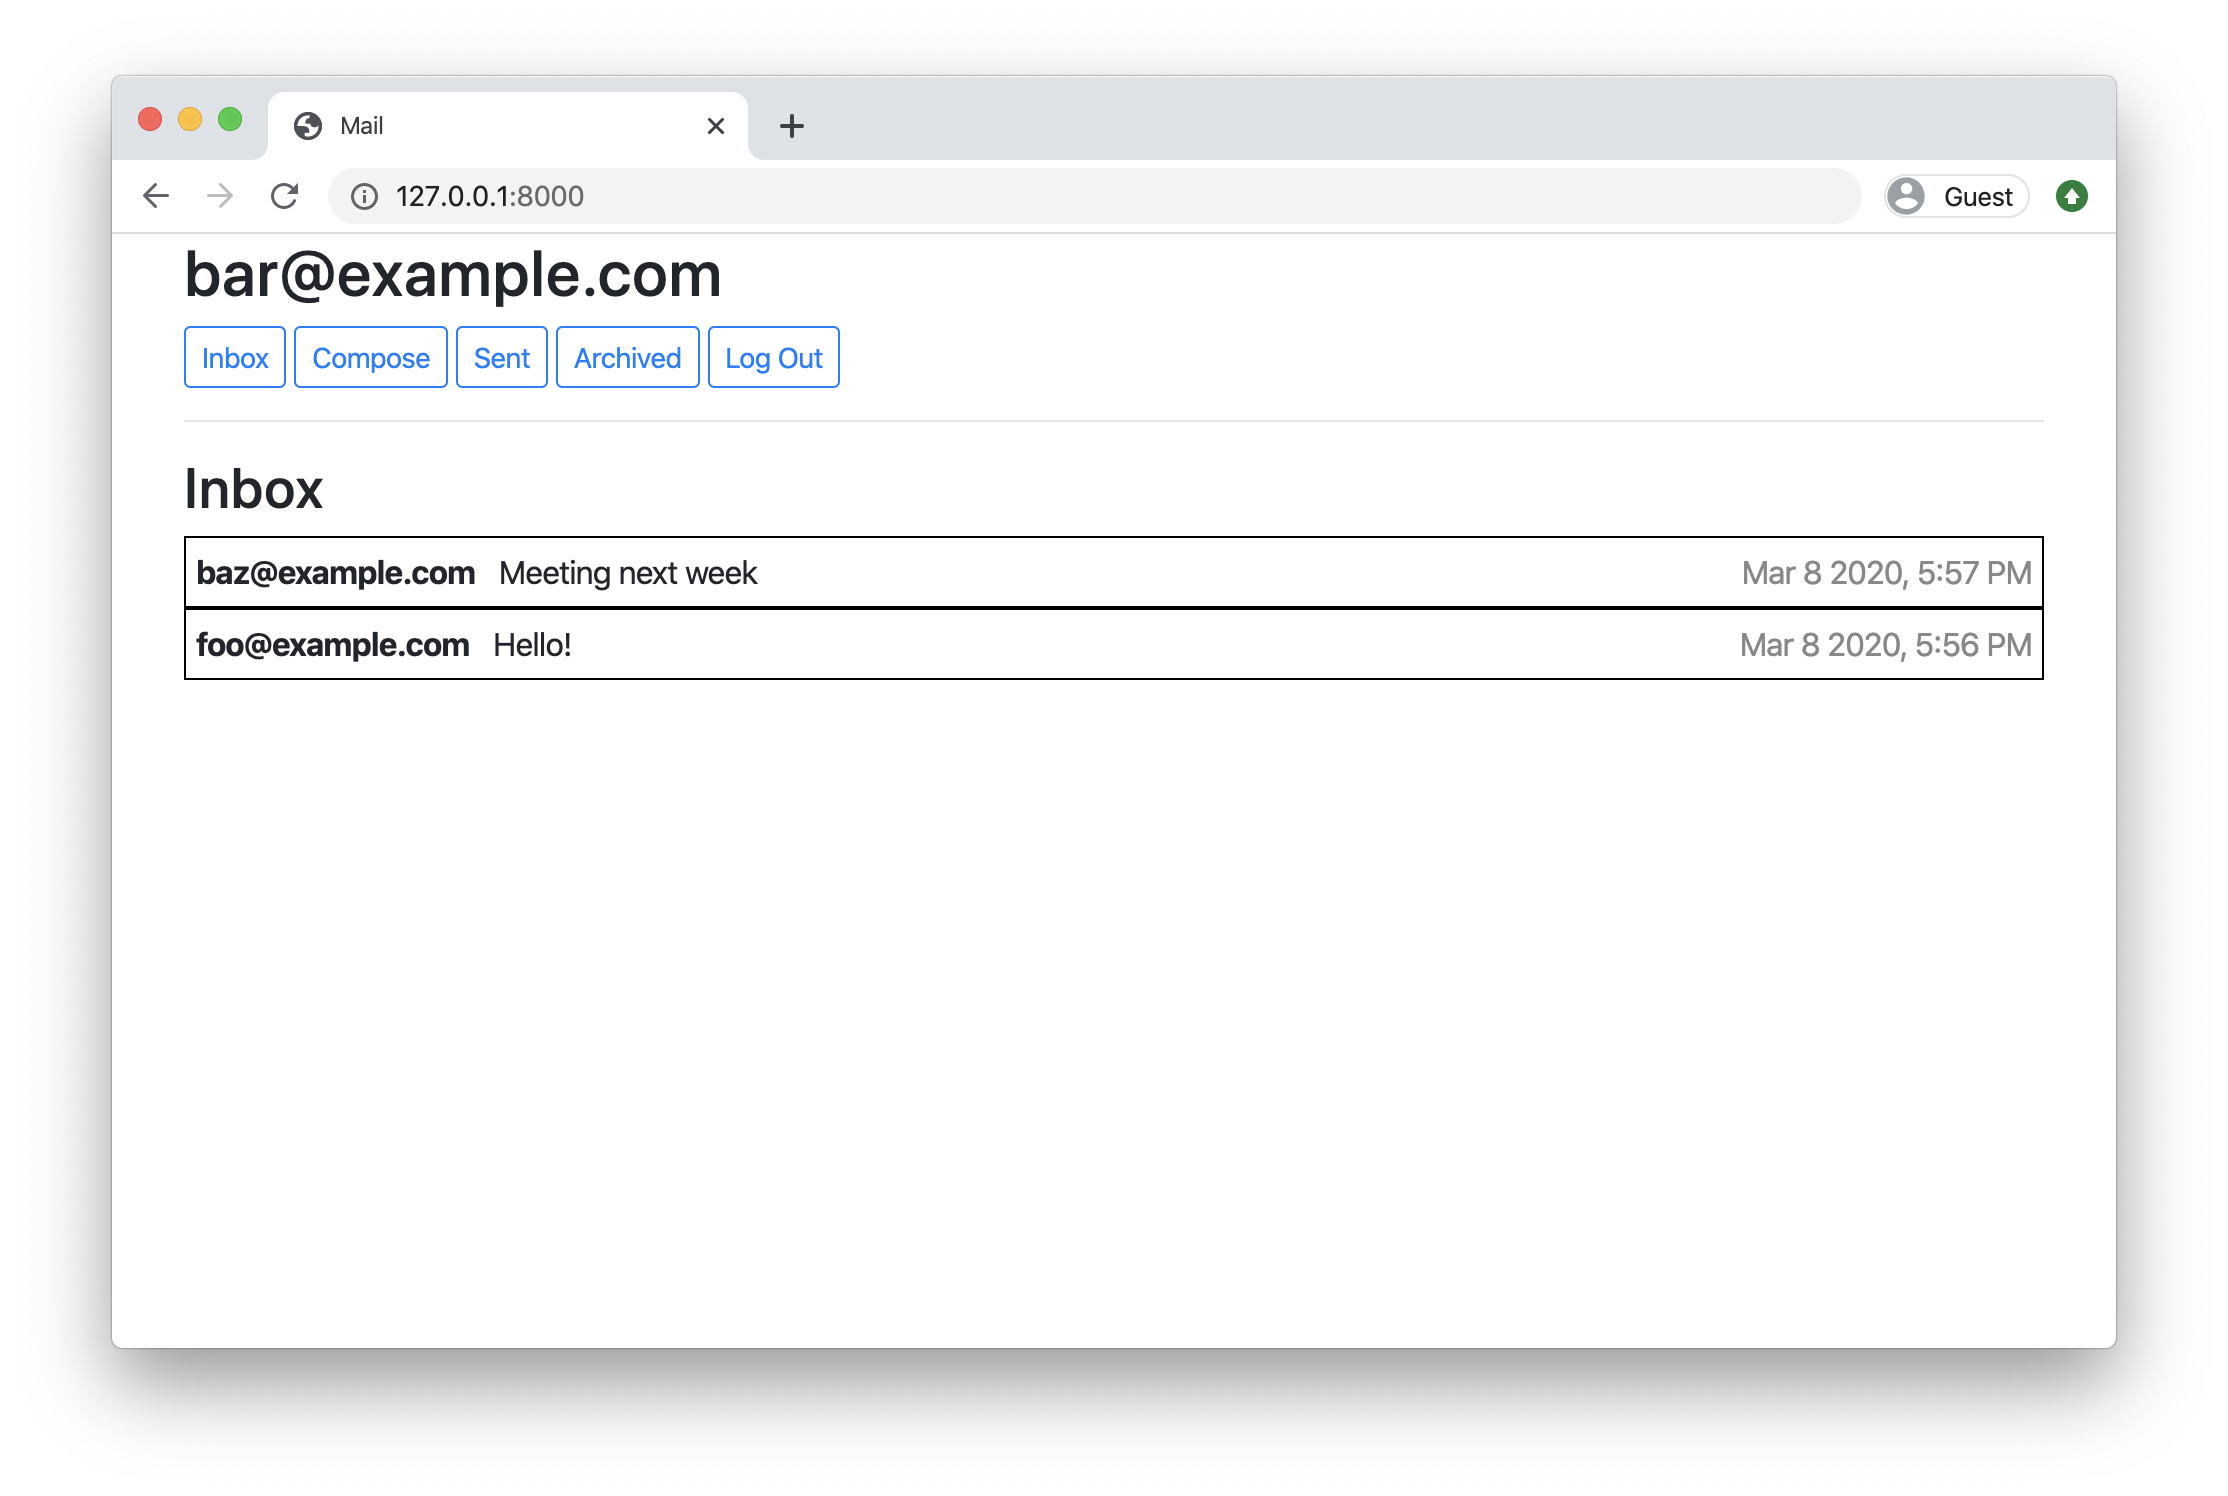 Mail
127.0.0.1:8000
Guest
bar@example.com
Inbox Compose Sent Archived Log Out
Inbox
baz@example.com Meeting next week Mar 8 2020, 5:57 PM
foo@example.com Hello! Mar 8 2020, 5:56 PM